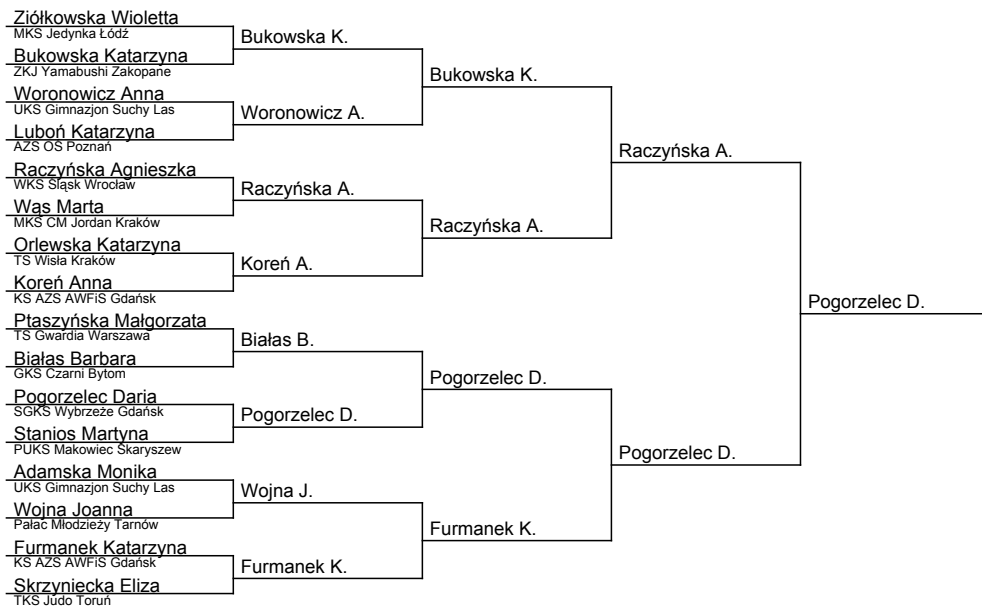 Ziółkowska Wioletta
MKS Jedynka Łódź
Bukowska Katarzyna
ZKJ Yamabushi Zakopane
Woronowicz Anna
UKS Gimnazjon Suchy Las
Luboń Katarzyna
AZS OŚ Poznań
Raczyńska Agnieszka
WKS Śląsk Wrocław
Wąs Marta
MKS CM Jordan Kraków
Orlewska Katarzyna
TS Wisła Kraków
Koreń Anna
KS AZS AWFiS Gdańsk
Ptaszyńska Małgorzata
TS Gwardia Warszawa
Białas Barbara
GKS Czarni Bytom
Pogorzelec Daria
SGKS Wybrzeże Gdańsk
Stanios Martyna
PUKS Makowiec Skaryszew
Adamska Monika
UKS Gimnazjon Suchy Las
Wojna Joanna
Pałac Młodzieży Tarnów
Furmanek Katarzyna
KS AZS AWFiS Gdańsk
Skrzyniecka Eliza
TKS Judo Toruń
Bukowska K.
Woronowicz A.
Raczyńska A.
Koreń A.
Białas B.
Pogorzelec D.
Wojna J.
Furmanek K.
Bukowska K.
Raczyńska A.
Pogorzelec D.
Furmanek K.
Raczyńska A.
Pogorzelec D.
Pogorzelec D.